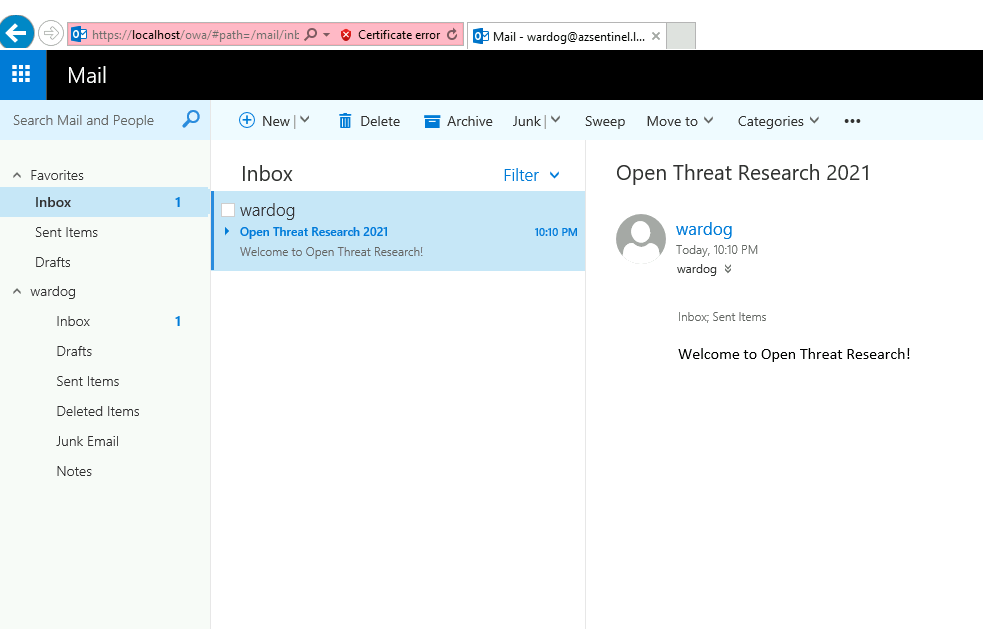 https://localhost/owa/#path=/mail/inb
Certificate error
Mail - wardog@azsentinel.l...
Mail
Search Mail and People
New
Delete
Archive
Junk
Sweep
Move to
Categories
•••
Favorites
Inbox 1
Sent Items
Drafts
wardog
Inbox 1
Drafts
Sent Items
Deleted Items
Junk Email
Notes
Inbox
Filter
wardog
Open Threat Research 2021 10:10 PM
Welcome to Open Threat Research!
Open Threat Research 2021
wardog
Today, 10:10 PM
wardog
Inbox; Sent Items
Welcome to Open Threat Research!